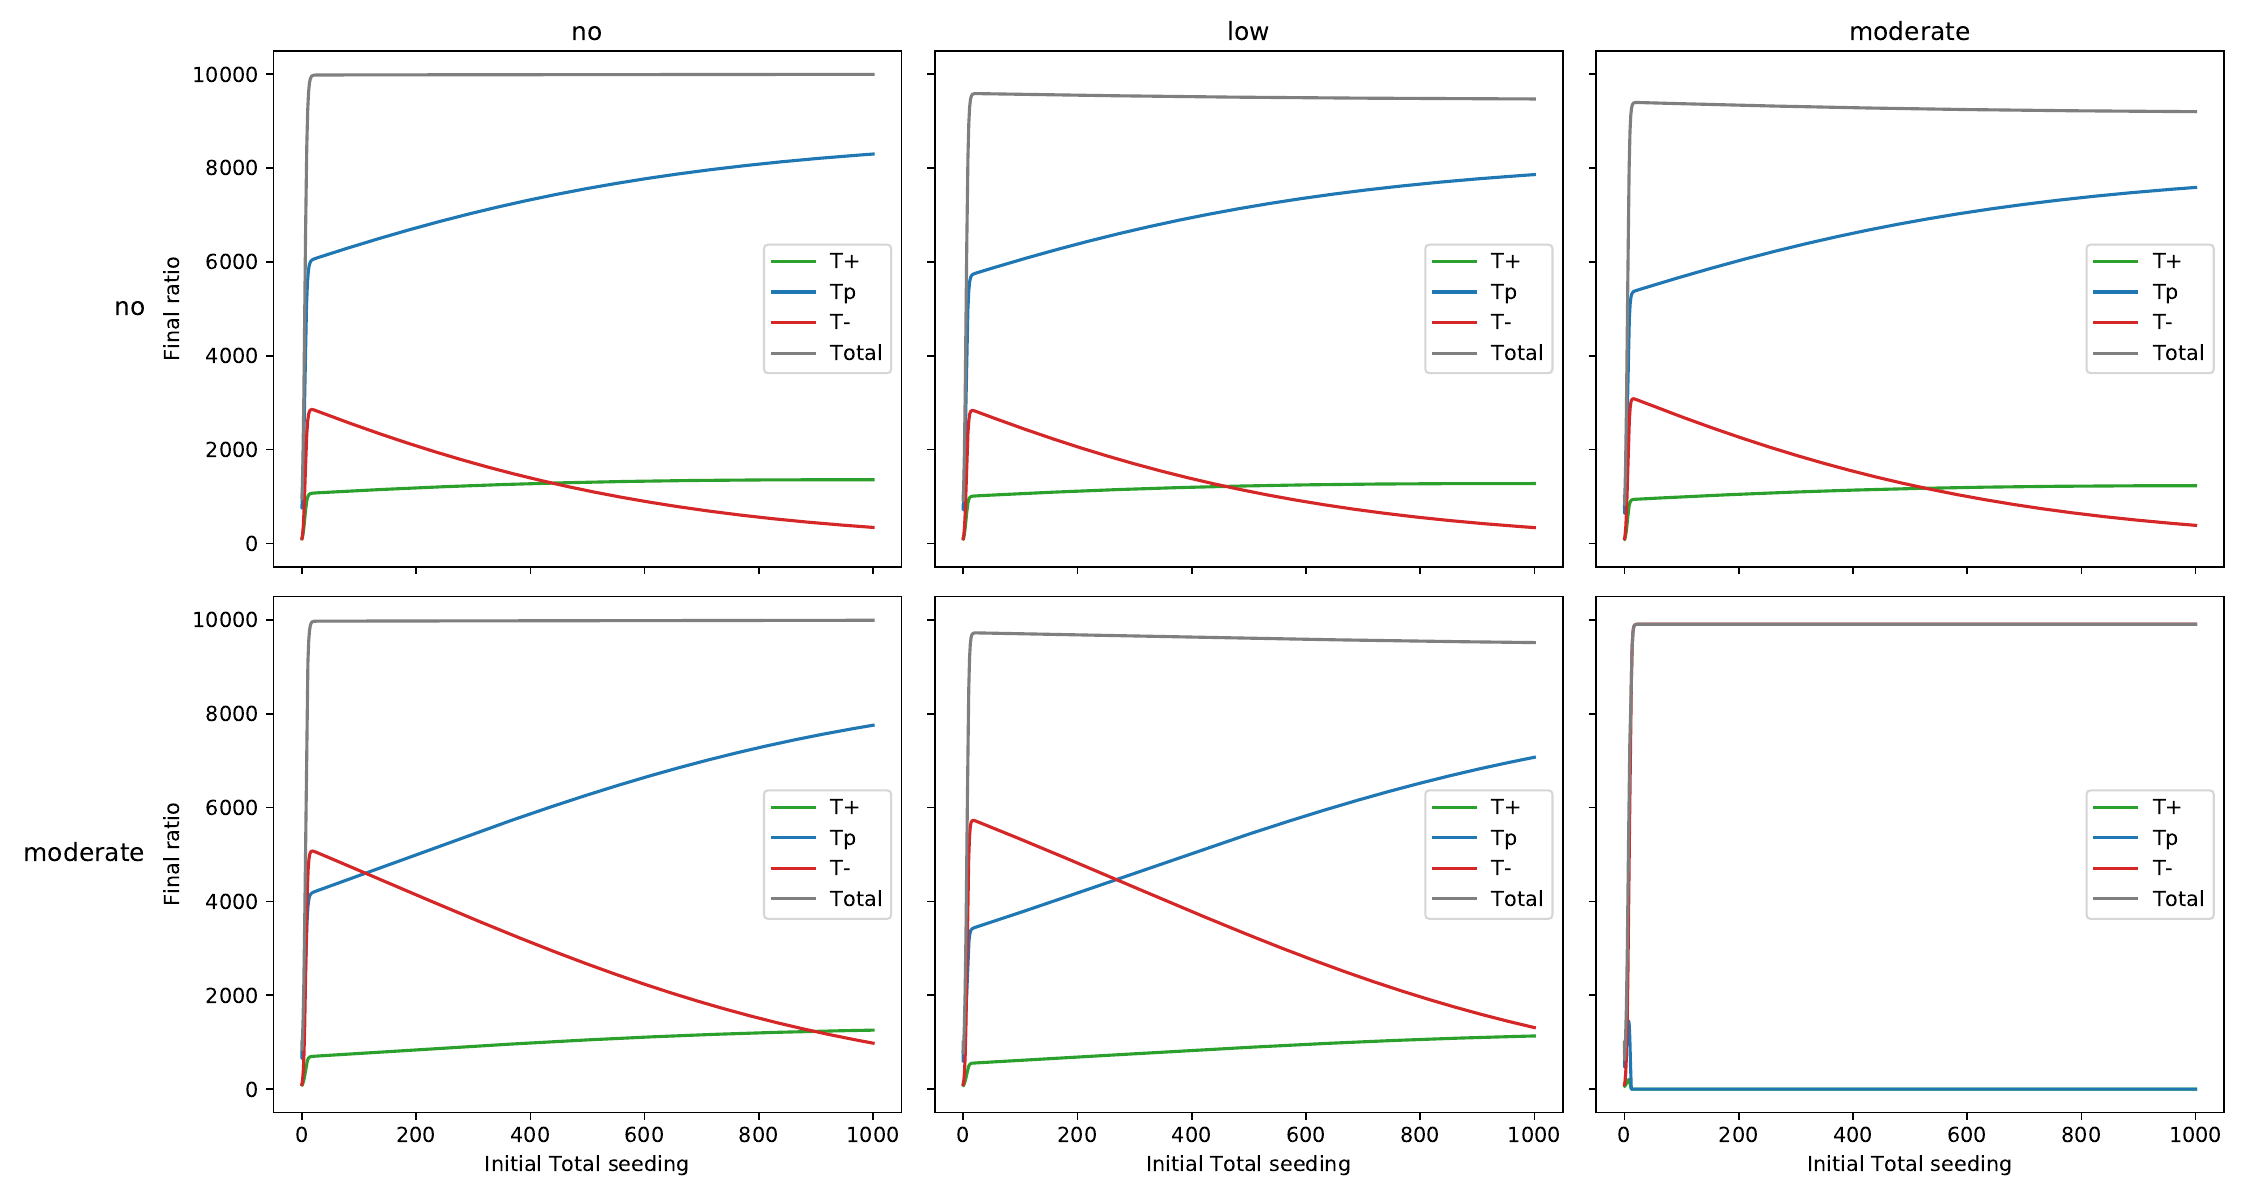 no
low
moderate
no
Final ratio
10000
8000
6000
4000
2000
0
T+
Tp
T-
Total
T+
Tp
T-
Total
T+
Tp
T-
Total
moderate
Final ratio
10000
8000
6000
4000
2000
0
T+
Tp
T-
Total
T+
Tp
T-
Total
T+
Tp
T-
Total
0 200 400 600 800 1000
0 200 400 600 800 1000
0 200 400 600 800 1000
Initial Total seeding
Initial Total seeding
Initial Total seeding